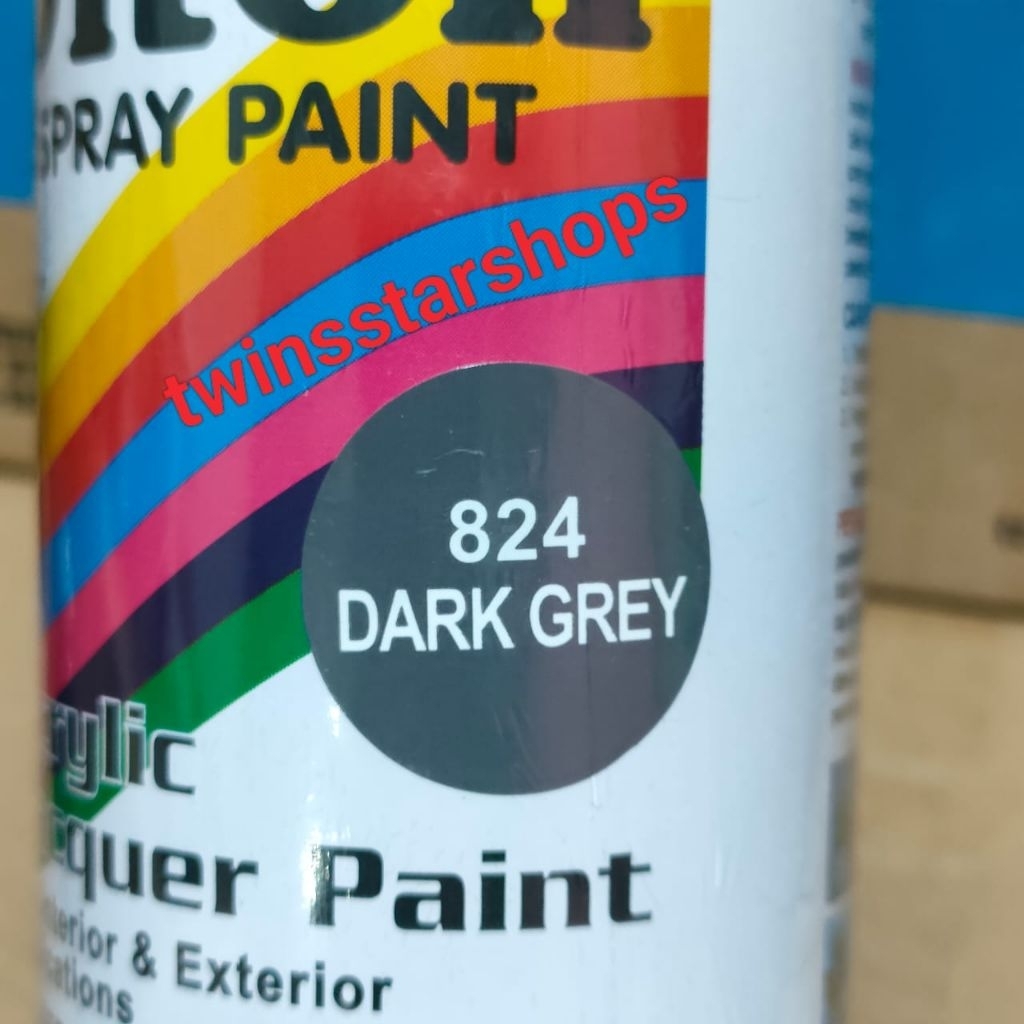 SPRAY PAINT
twinsstarshops
824
DARK GREY
Paint
& Exterior